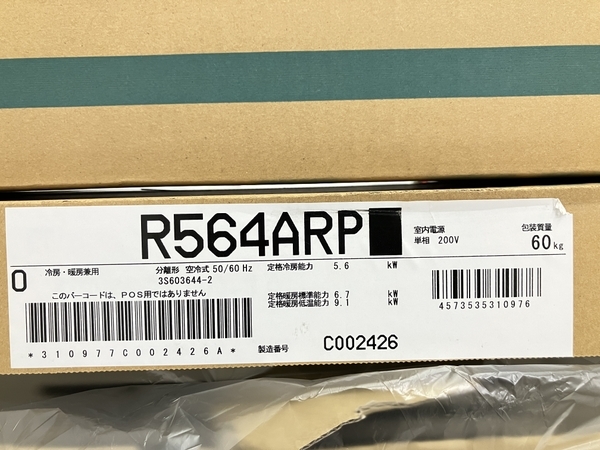 R564ARP■
室内電源
単相 200V
包装質量
60kg
0
冷房・暖房兼用
分離形 空冷式 50/60 Hz
3S603644-2
定格冷房能力 5.6 kW
このバーコードは、POS用ではありません
定格暖房標準能力 6.7 kW
定格暖房低温能力 9.1 kW
4573535310976
*310977C002426A*
製造番号 C002426